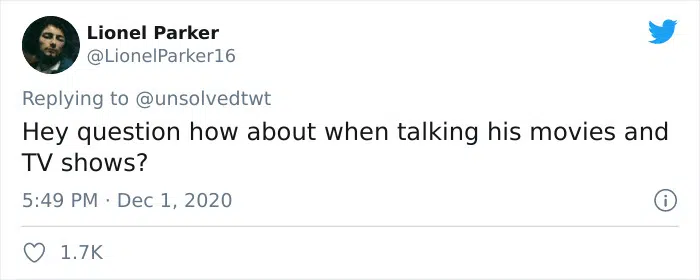 Lionel Parker
@LionelParker16
Replying to @unsolvedtwt
Hey question how about when talking his movies and
TV shows?
5:49 PM · Dec 1, 2020
1.7K